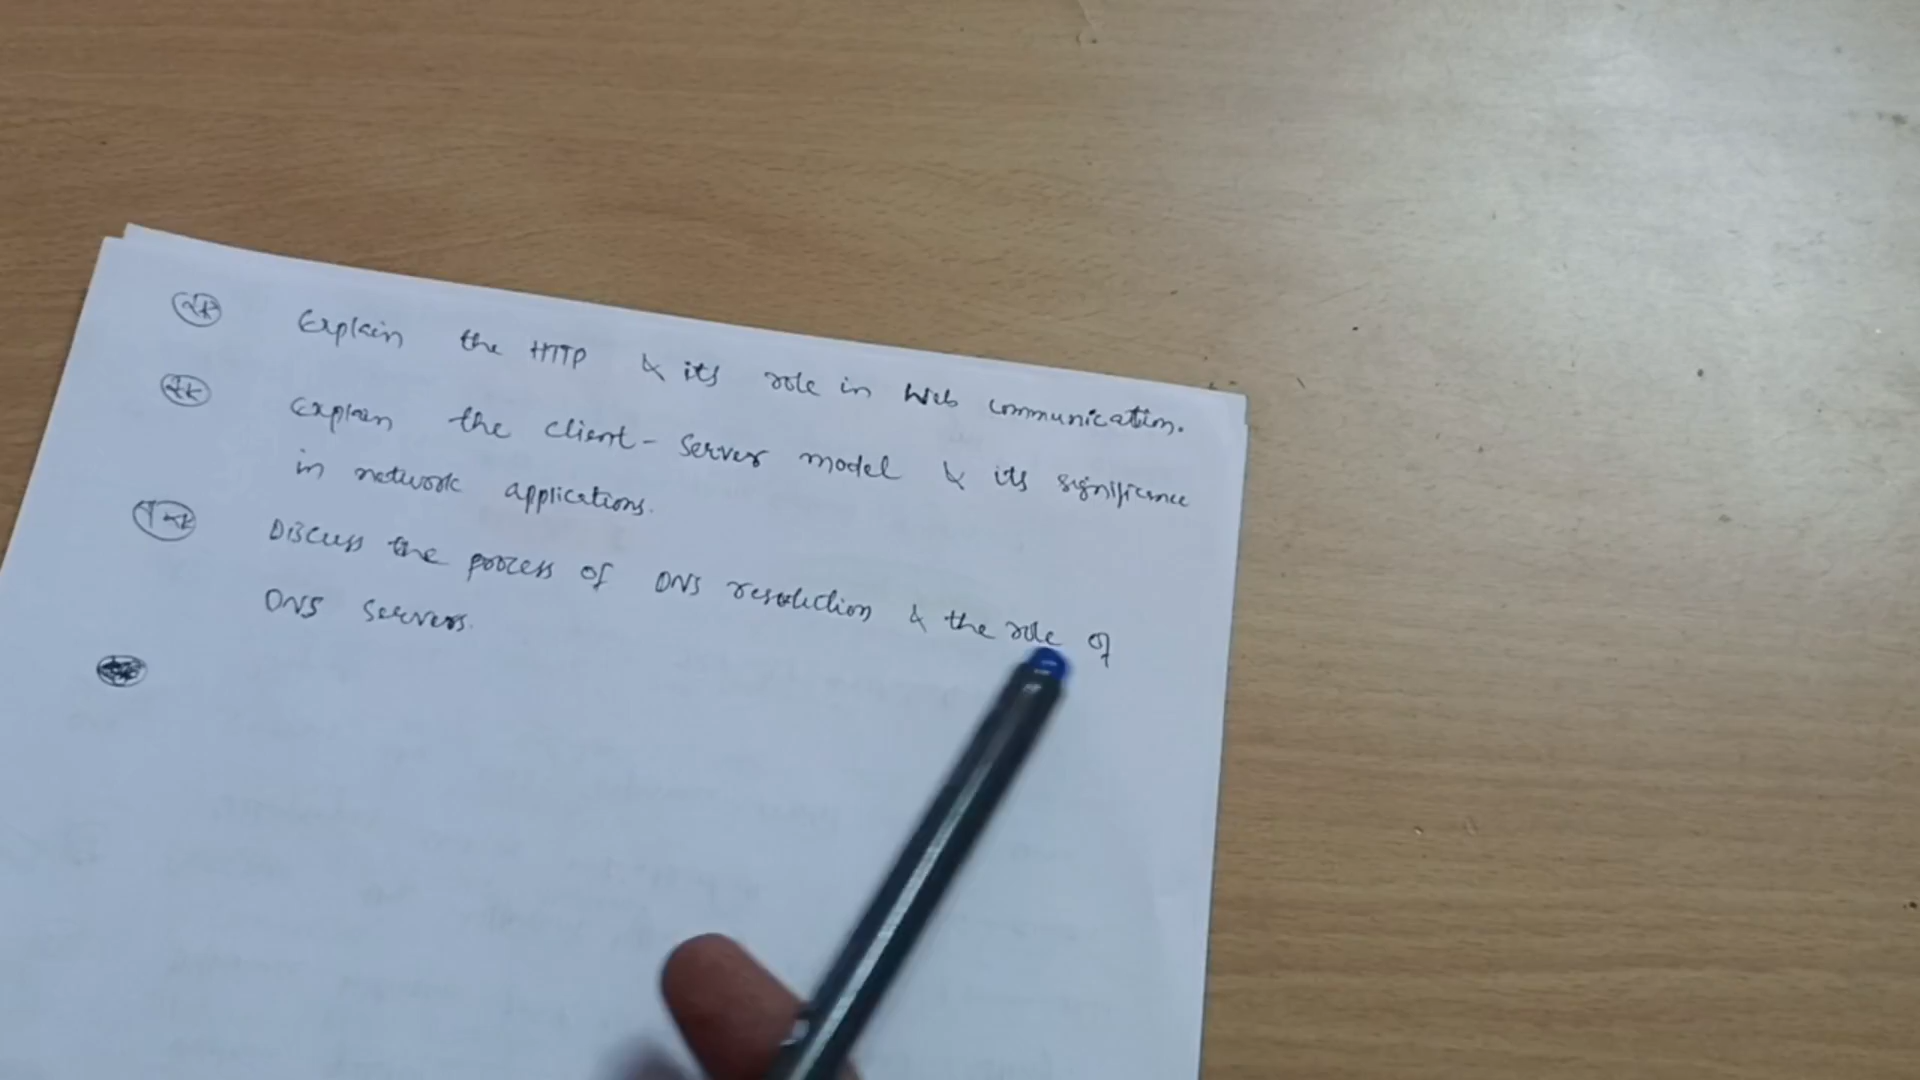 Explain the HTTP & its role in Web communication.
Explain the client-server model & its significance
in network applications.
Discuss the process of DNS resolution & the role of
DNS servers.